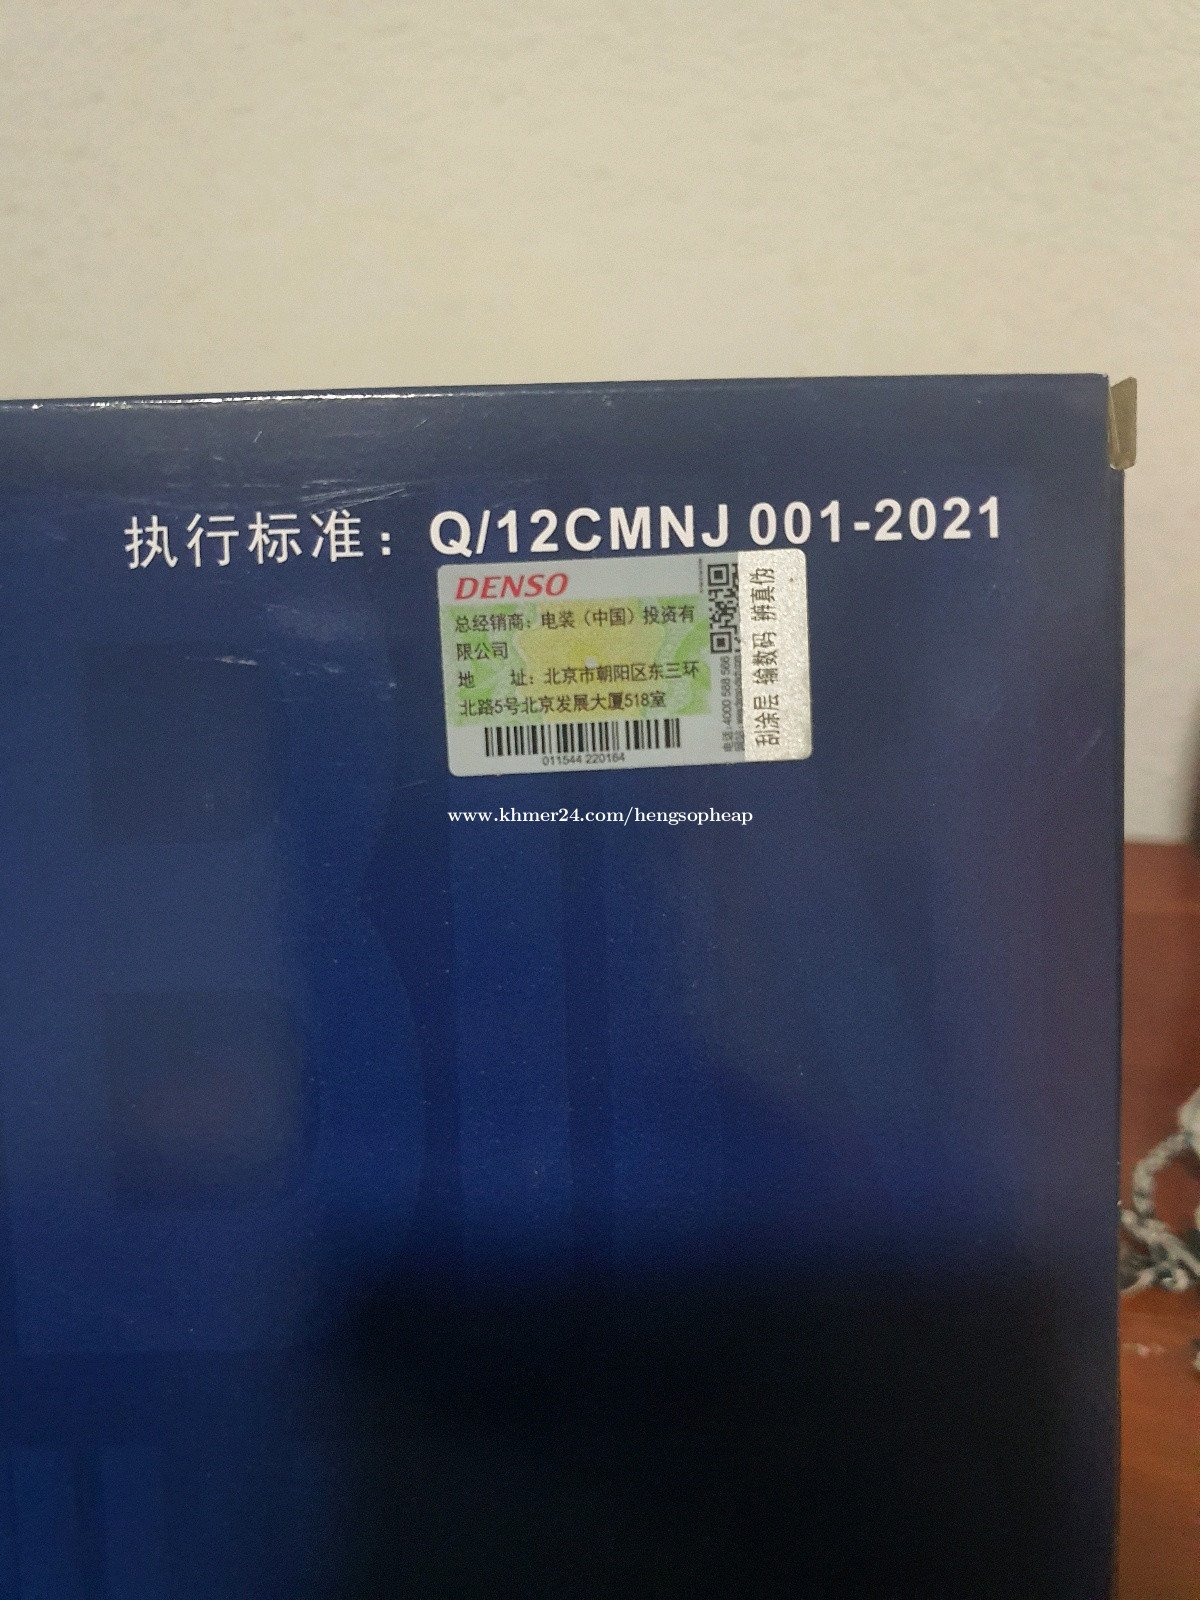 执行标准：Q/12CMNJ 001-2021
DENSO
总经销商：电装（中国）投资有
限公司
地 址：北京市朝阳区东三环
北路5号北京发展大厦518室
011544 220184
刮涂层 输数码 辨真伪
www.khmer24.com/hengsopheap